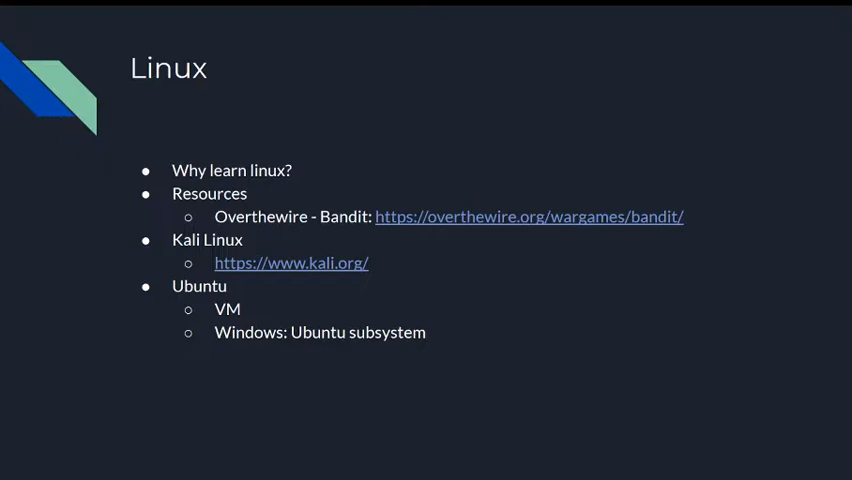 Linux
● Why learn linux?
● Resources
○ Overthewire - Bandit: https://overthewire.org/wargames/bandit/
● Kali Linux
○ https://www.kali.org/
● Ubuntu
○ VM
○ Windows: Ubuntu subsystem